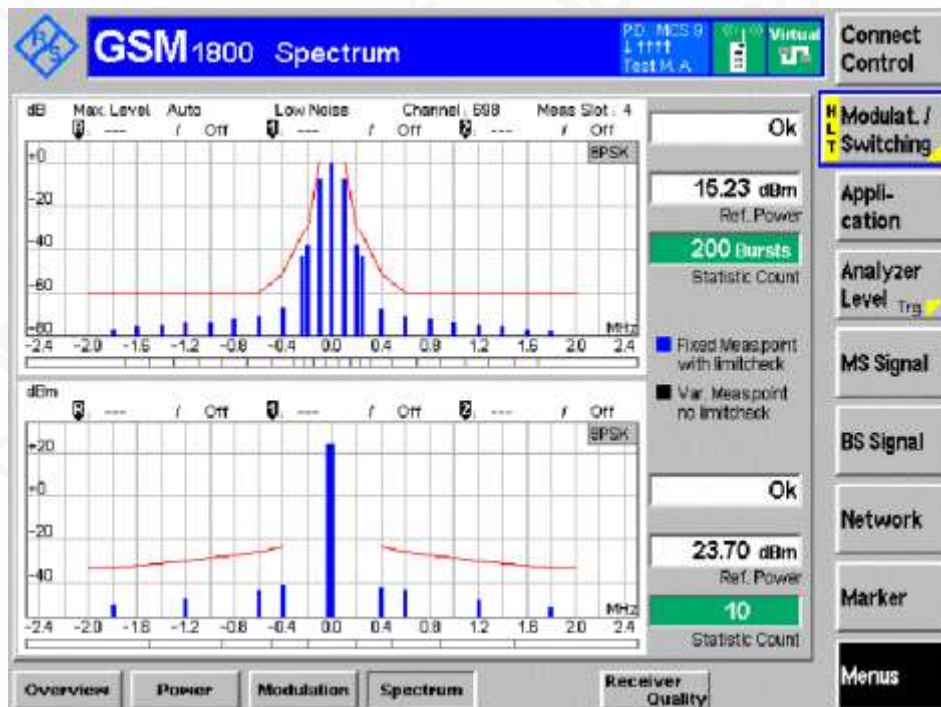 R S
GSM 1800 Spectrum
P.D. MCS 9
Test M. A.
Virtual
Connect Control
dB Max. Level Auto Low Noise Channel: 698 Meas Slot: 4
R: --- / Off 1: --- / Off 2: --- / Off
8PSK
+0
-20
-40
-60
-80
MHz
-2.4 -2.0 -1.6 -1.2 -0.8 -0.4 0.0 0.4 0.8 1.2 1.6 2.0 2.4
Ok
15.23 dBm
Ref. Power
200 Bursts
Statistic Count
Fixed Meas.point
with limitcheck
Var. Meas.point
no limitcheck
dBm
R: --- / Off 1: --- / Off 2: --- / Off
8PSK
+20
+0
-20
-40
MHz
-2.4 -2.0 -1.6 -1.2 -0.8 -0.4 0.0 0.4 0.8 1.2 1.6 2.0 2.4
Ok
23.70 dBm
Ref. Power
10
Statistic Count
HLT
Modulat. /
Switching
Appli-
cation
Analyzer
Level Trg.
MS Signal
BS Signal
Network
Marker
Menus
Overview
Power
Modulation
Spectrum
Receiver
Quality